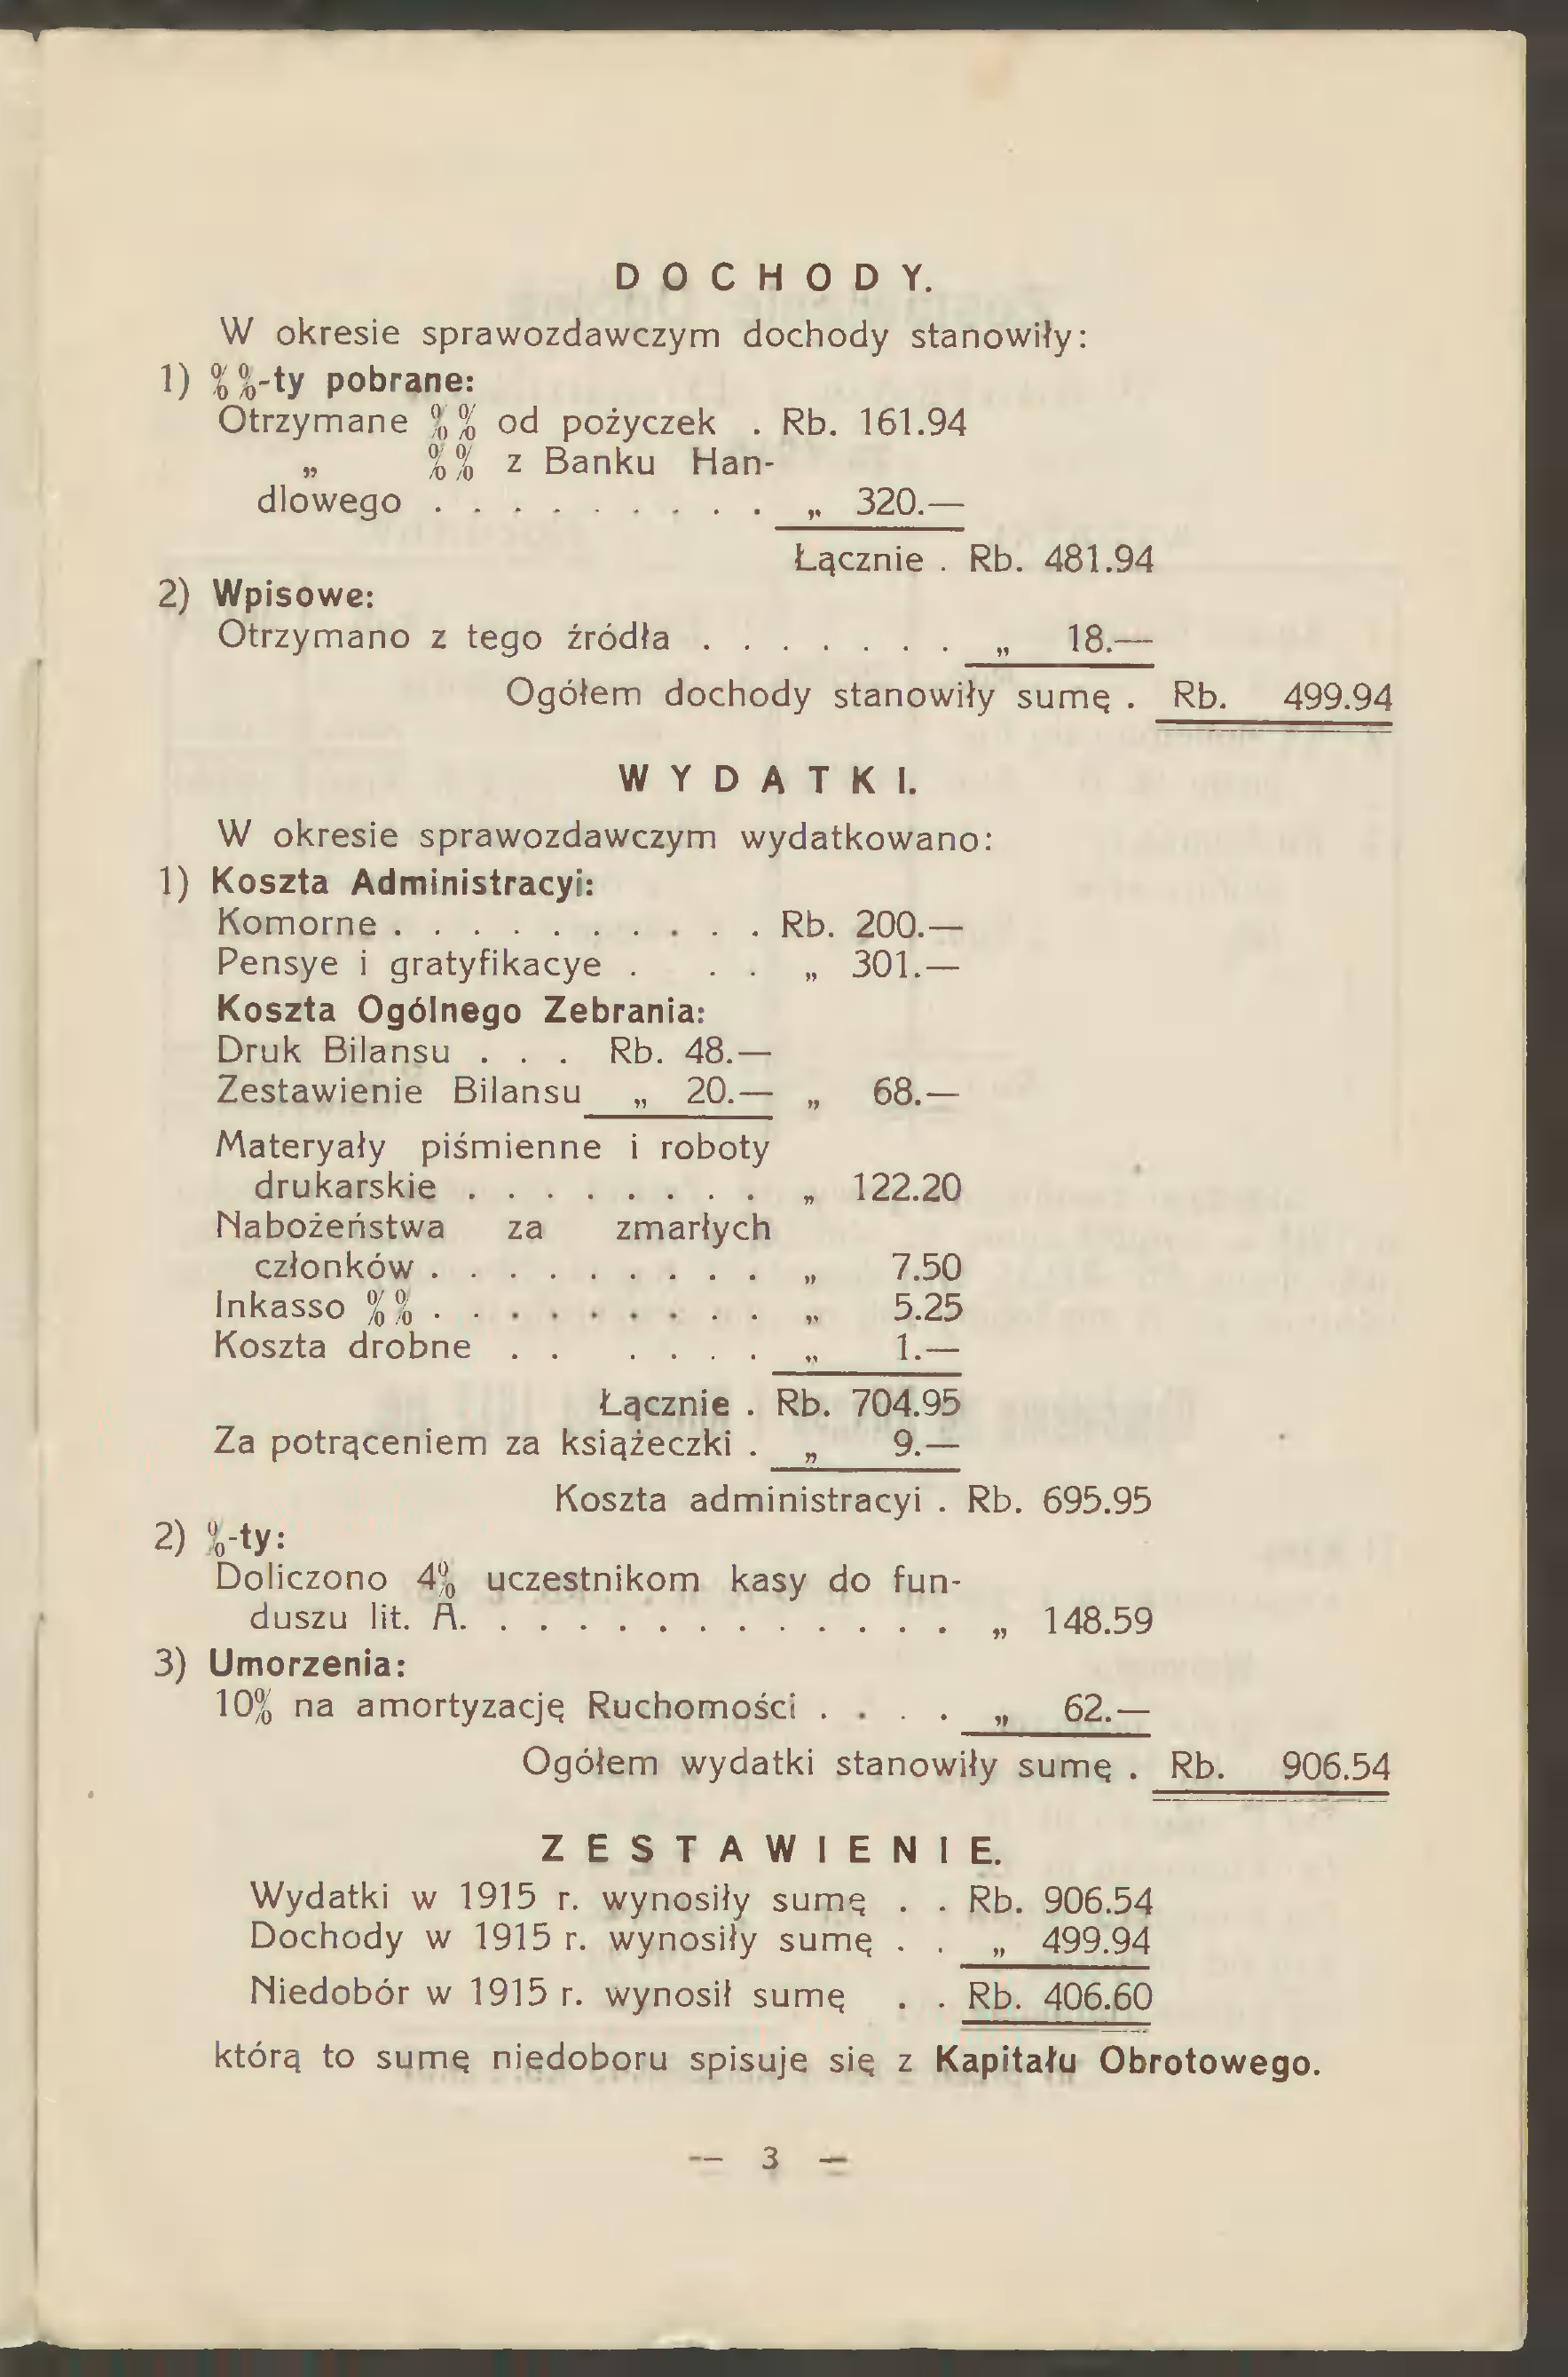 DOCHODY.
W okresie sprawozdawczym dochody stanowiły:
1) %%-ty pobrane:
Otrzymane %% od pożyczek . Rb. 161.94
„ %% z Banku Han-
dlowego . . . . . . . . . „ 320.—
Łącznie . Rb. 481.94
2) Wpisowe:
Otrzymano z tego źródła . . . . . . . „ 18.—
Ogółem dochody stanowiły sumę . Rb. 499.94
WYDATKI.
W okresie sprawozdawczym wydatkowano:
1) Koszta Administracyi:
Komorne . . . . . . . . . . Rb. 200.—
Pensye i gratyfikacye . . . „ 301.—
Koszta Ogólnego Zebrania:
Druk Bilansu . . . Rb. 48.—
Zestawienie Bilansu „ 20.— „ 68.—
Materyały piśmienne i roboty
drukarskie . . . . . . . . „ 122.20
Nabożeństwa za zmarłych
członków . . . . . . . . . „ 7.50
Inkasso %% . . . . . . . . . „ 5.25
Koszta drobne . . . . . . „ 1.—
Łącznie . Rb. 704.95
Za potrąceniem za książeczki . „ 9.—
Koszta administracyi . Rb. 695.95
2) %-ty:
Doliczono 4% uczestnikom kasy do fun-
duszu lit. A. . . . . . . . . . . . . „ 148.59
3) Umorzenia:
10% na amortyzację Ruchomości . . . . „ 62.—
Ogółem wydatki stanowiły sumę . Rb. 906.54
ZESTAWIENIE.
Wydatki w 1915 r. wynosiły sumę . . Rb. 906.54
Dochody w 1915 r. wynosiły sumę . . „ 499.94
Niedobór w 1915 r. wynosił sumę . . Rb. 406.60
którą to sumę niedoboru spisuje się z Kapitału Obrotowego.
— 3 —